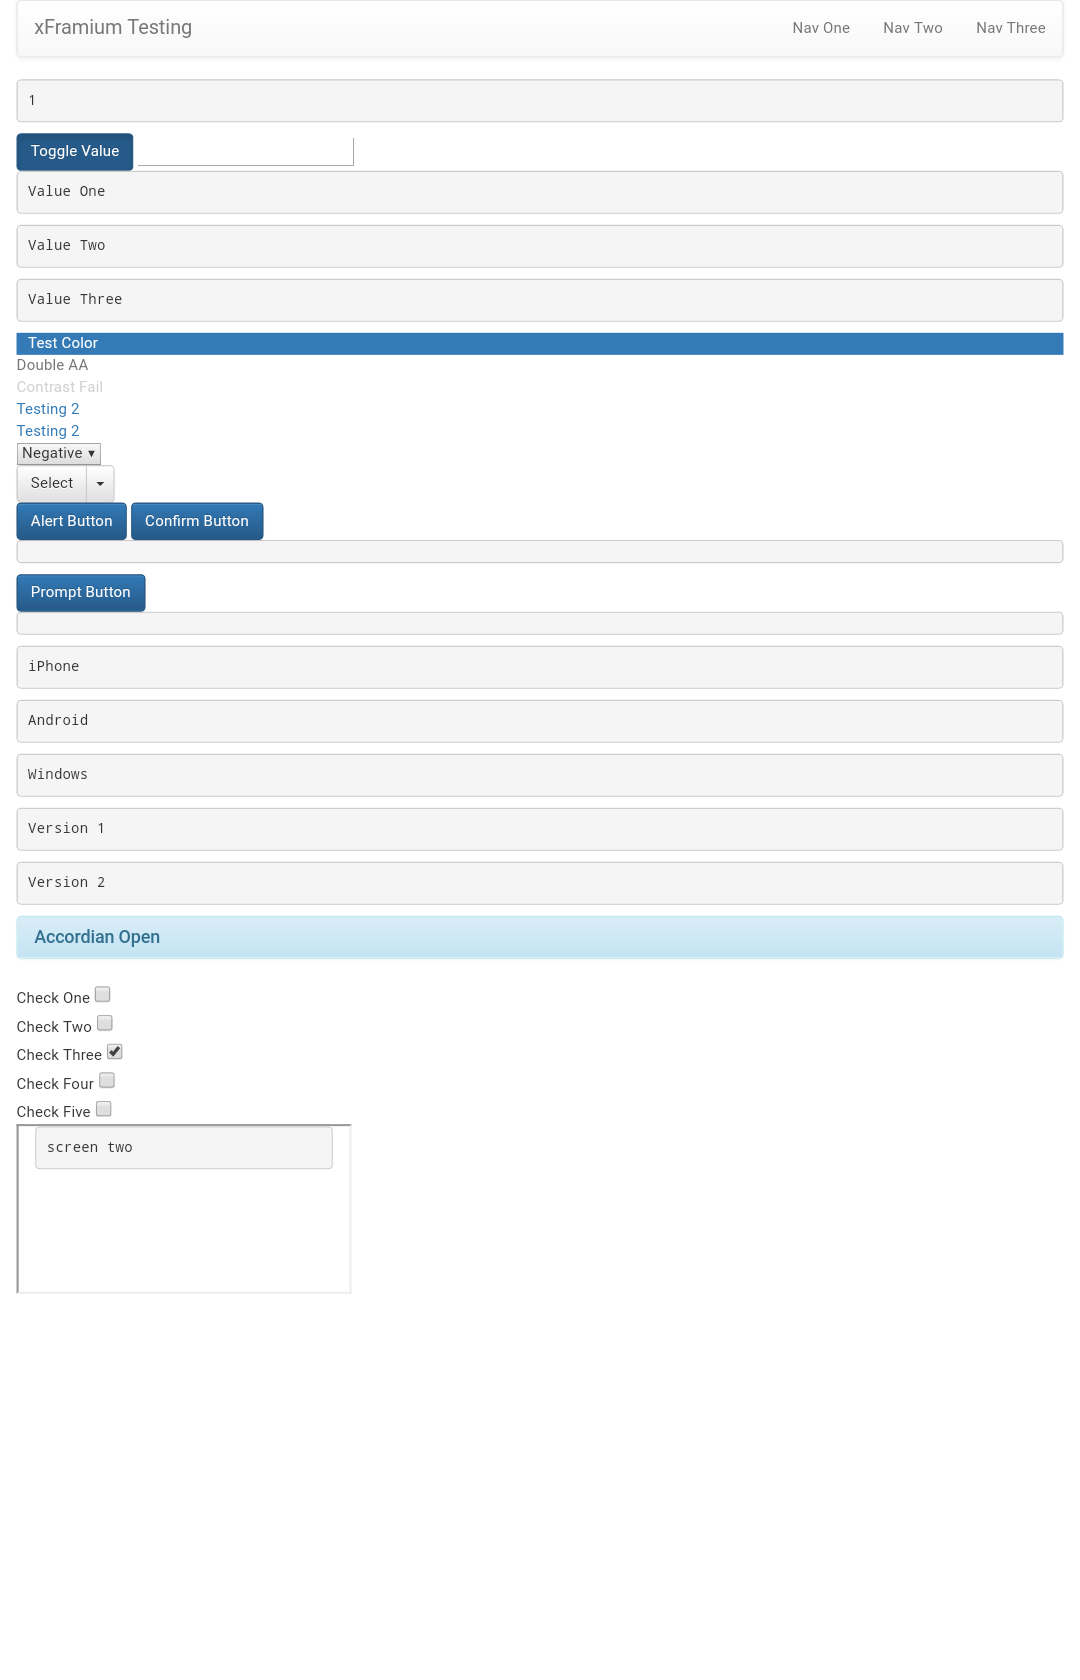 xFramium Testing Nav One Nav Two Nav Three
1
Toggle Value
Value One
Value Two
Value Three
Test Color
Double AA
Contrast Fail
Testing 2
Testing 2
Negative
Select
Alert Button Confirm Button
Prompt Button
iPhone
Android
Windows
Version 1
Version 2
Accordian Open
Check One
Check Two
Check Three
Check Four
Check Five
screen two